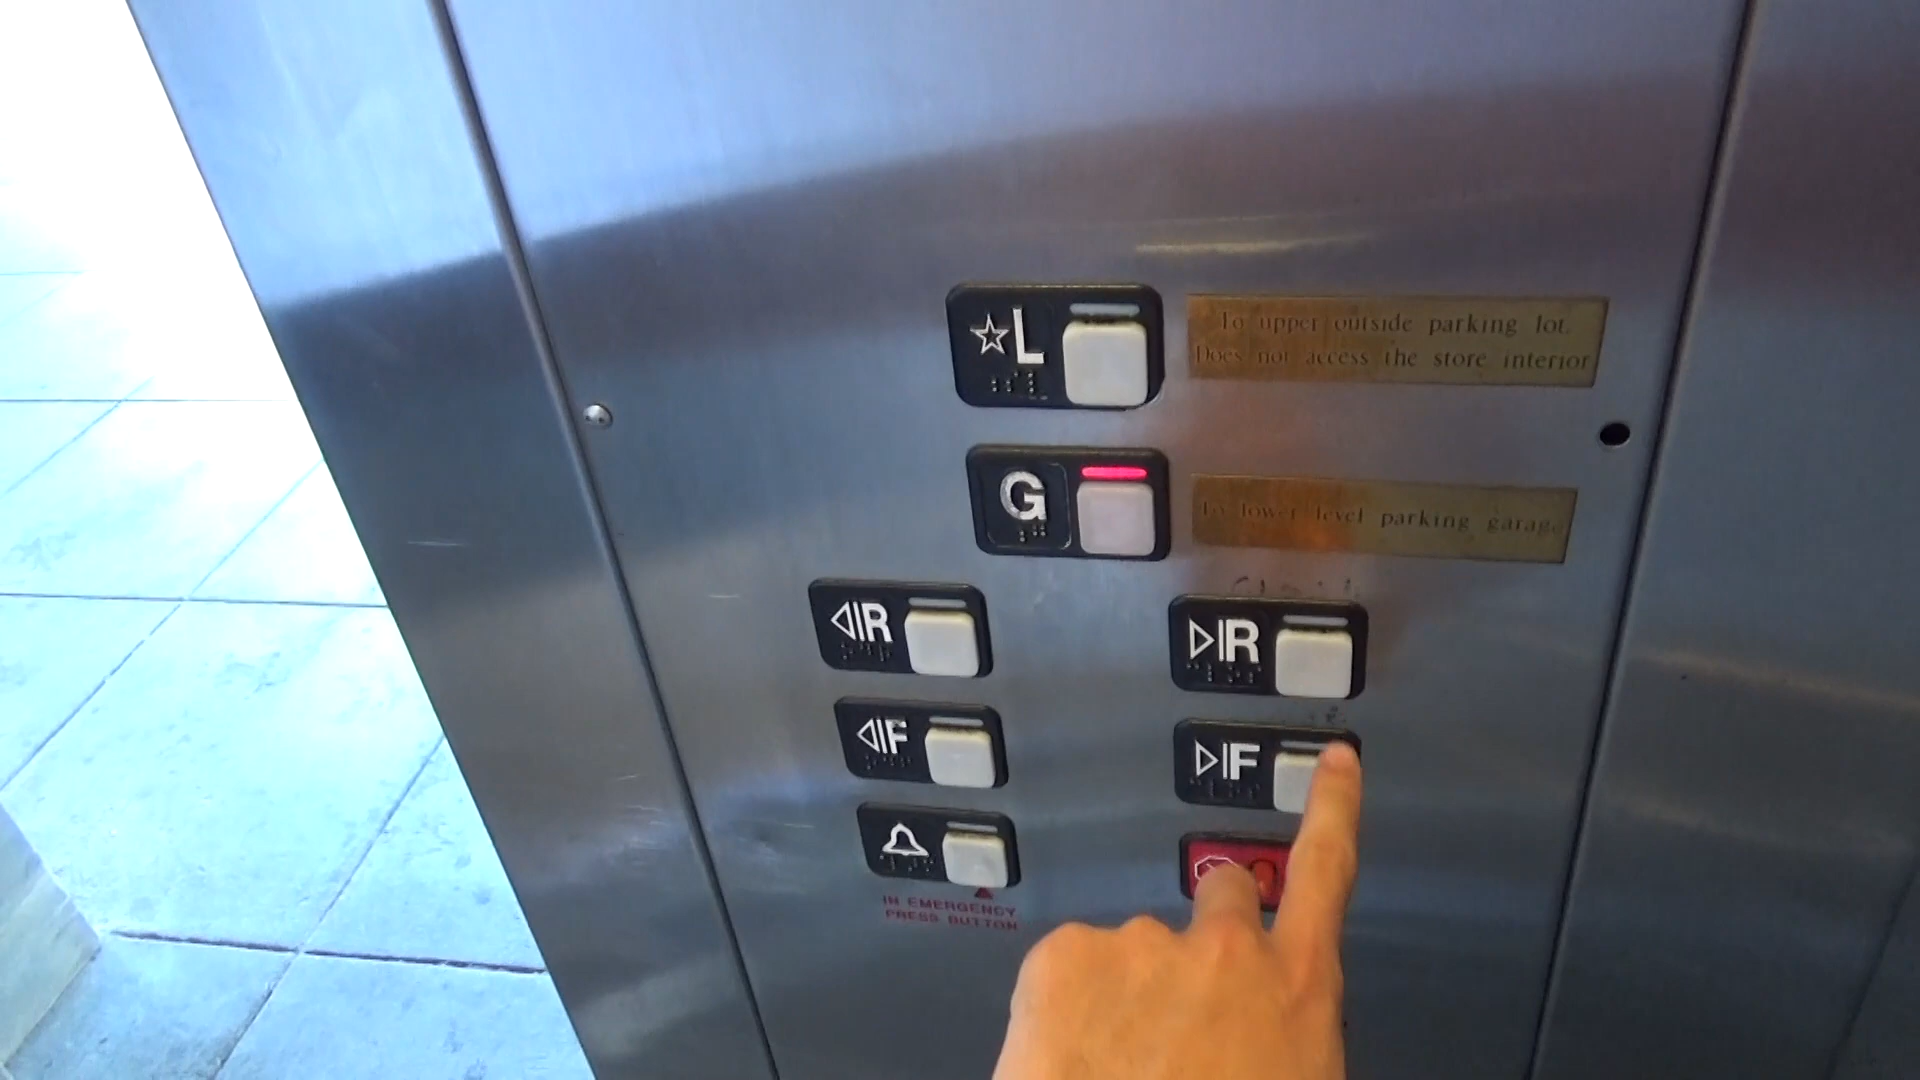 ☆L
To upper outside parking lot.
Does not access the store interior
G
To lower level parking garage
◁|R
▷|R
◁|F
▷|F
IN EMERGENCY
PRESS BUTTON